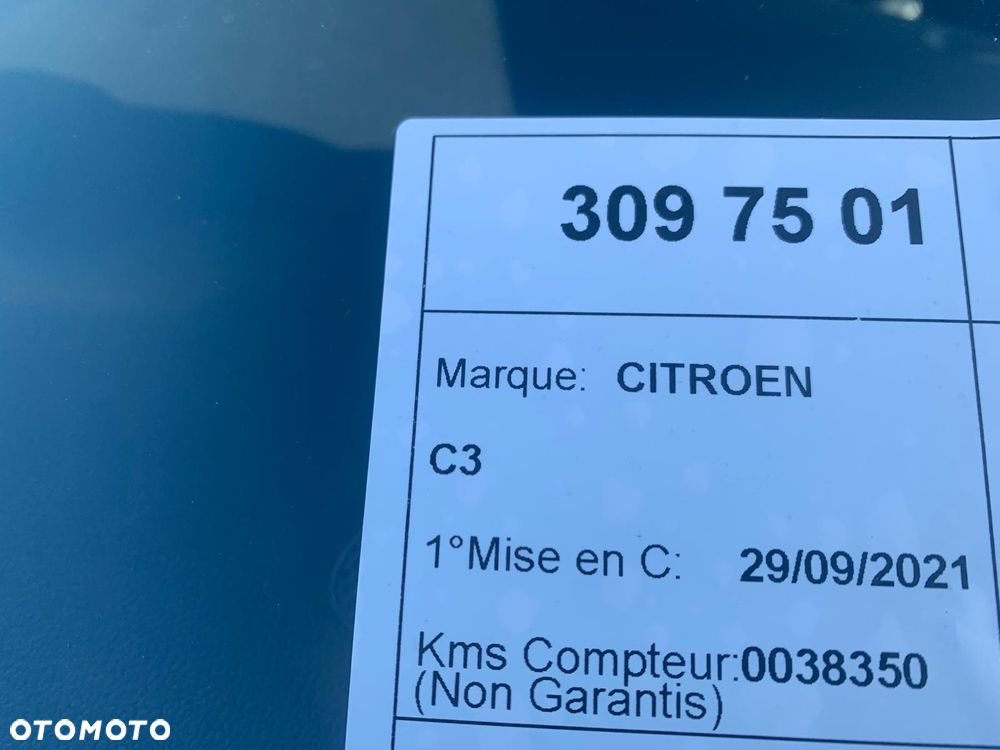 309 75 01
Marque: CITROEN
C3
1°Mise en C: 29/09/2021
Kms Compteur:0038350
(Non Garantis)
OTOMOTO